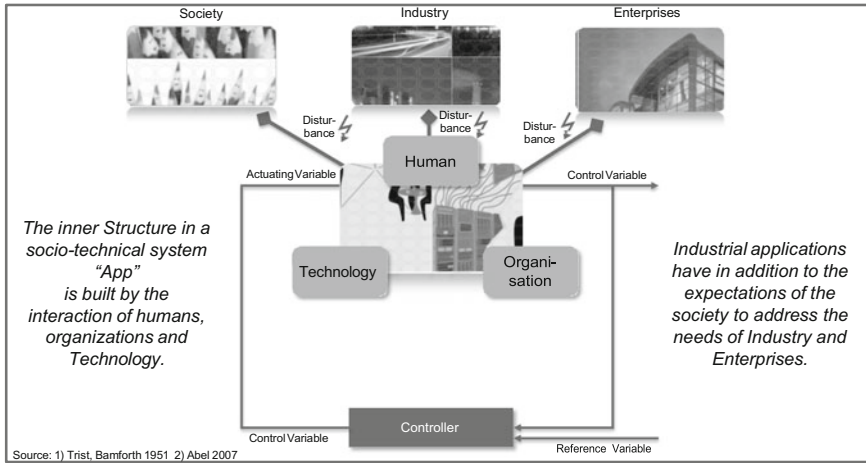 Society
Industry
Enterprises
Distur-
bance
Distur-
bance
Distur-
bance
Human
Actuating Variable
Control Variable
The inner Structure in a
socio-technical system
“App”
is built by the
interaction of humans,
organizations and
Technology.
Technology
Organi-
sation
Industrial applications
have in addition to the
expectations of the
society to address the
needs of Industry and
Enterprises.
Controller
Control Variable
Reference Variable
Source: 1) Trist, Bamforth 1951 2) Abel 2007